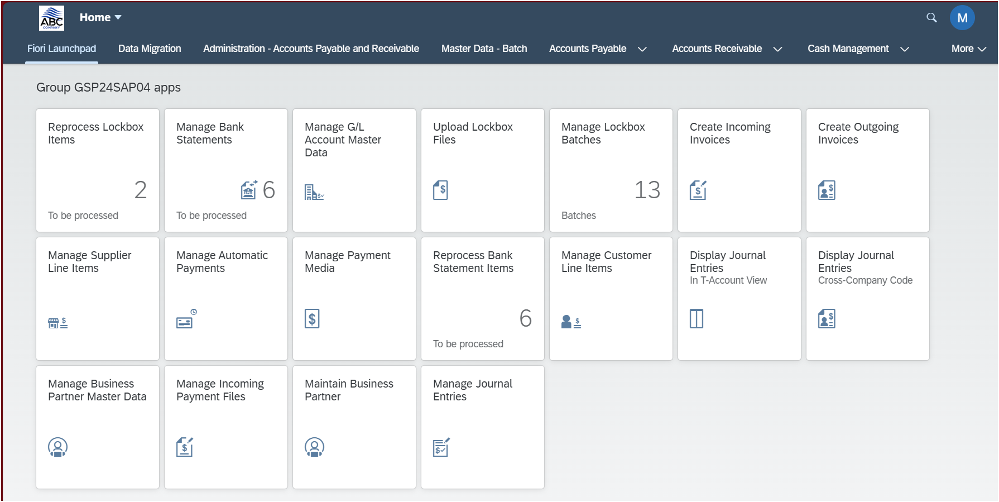 ABC
COMPANY
Home
M
Fiori Launchpad
Data Migration
Administration - Accounts Payable and Receivable
Master Data - Batch
Accounts Payable
Accounts Receivable
Cash Management
More
Group GSP24SAP04 apps
Reprocess Lockbox
Items
2
To be processed
Manage Bank
Statements
6
To be processed
Manage G/L
Account Master
Data
Upload Lockbox
Files
Manage Lockbox
Batches
13
Batches
Create Incoming
Invoices
Create Outgoing
Invoices
Manage Supplier
Line Items
Manage Automatic
Payments
Manage Payment
Media
Reprocess Bank
Statement Items
6
To be processed
Manage Customer
Line Items
Display Journal
Entries
In T-Account View
Display Journal
Entries
Cross-Company Code
Manage Business
Partner Master Data
Manage Incoming
Payment Files
Maintain Business
Partner
Manage Journal
Entries